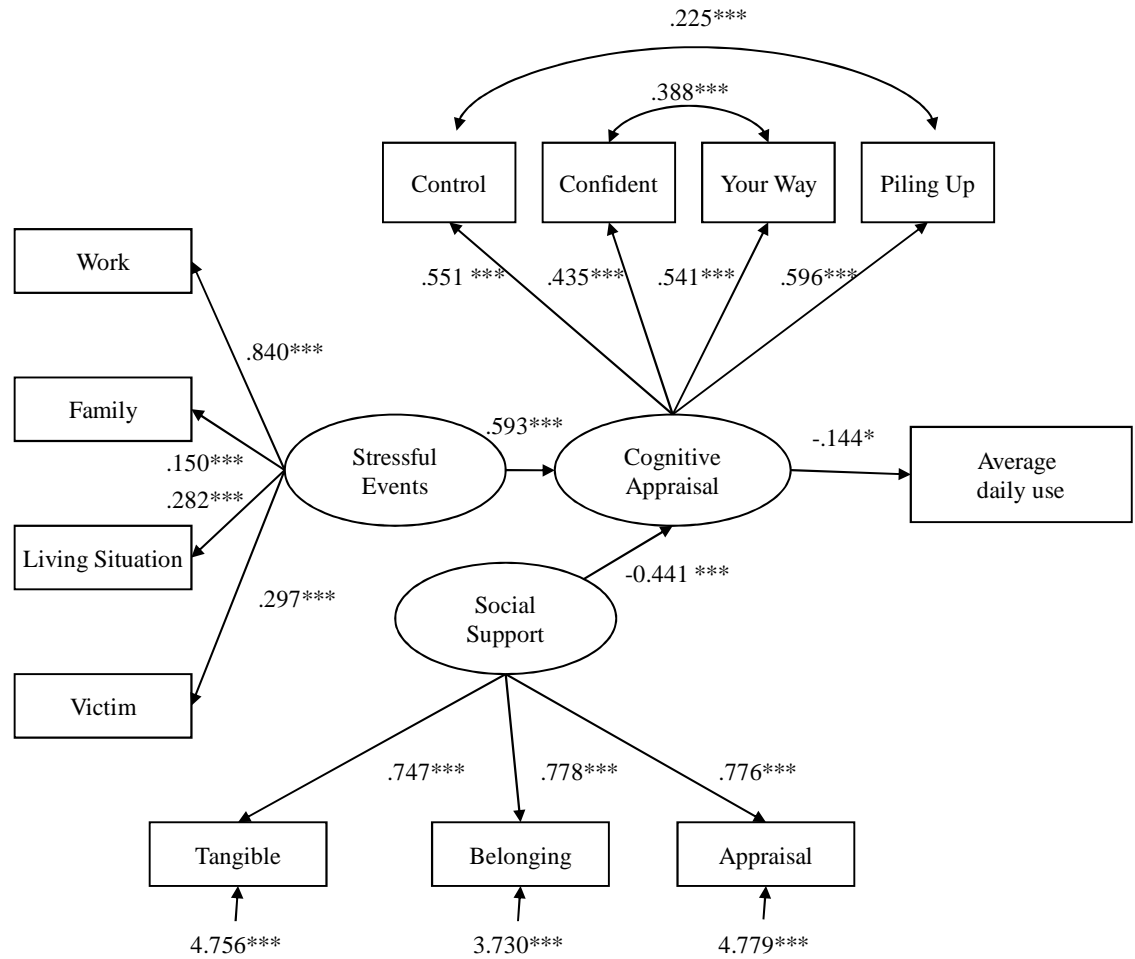 .225***
.388***
Control
Confident
Your Way
Piling Up
Work
.551 ***
.435***
.541***
.596***
.840***
Family
.593***
-.144*
.150***
Stressful
Events
Cognitive
Appraisal
Average
daily use
.282***
Living Situation
-0.441 ***
.297***
Social
Support
Victim
.747***
.778***
.776***
Tangible
Belonging
Appraisal
4.756***
3.730***
4.779***